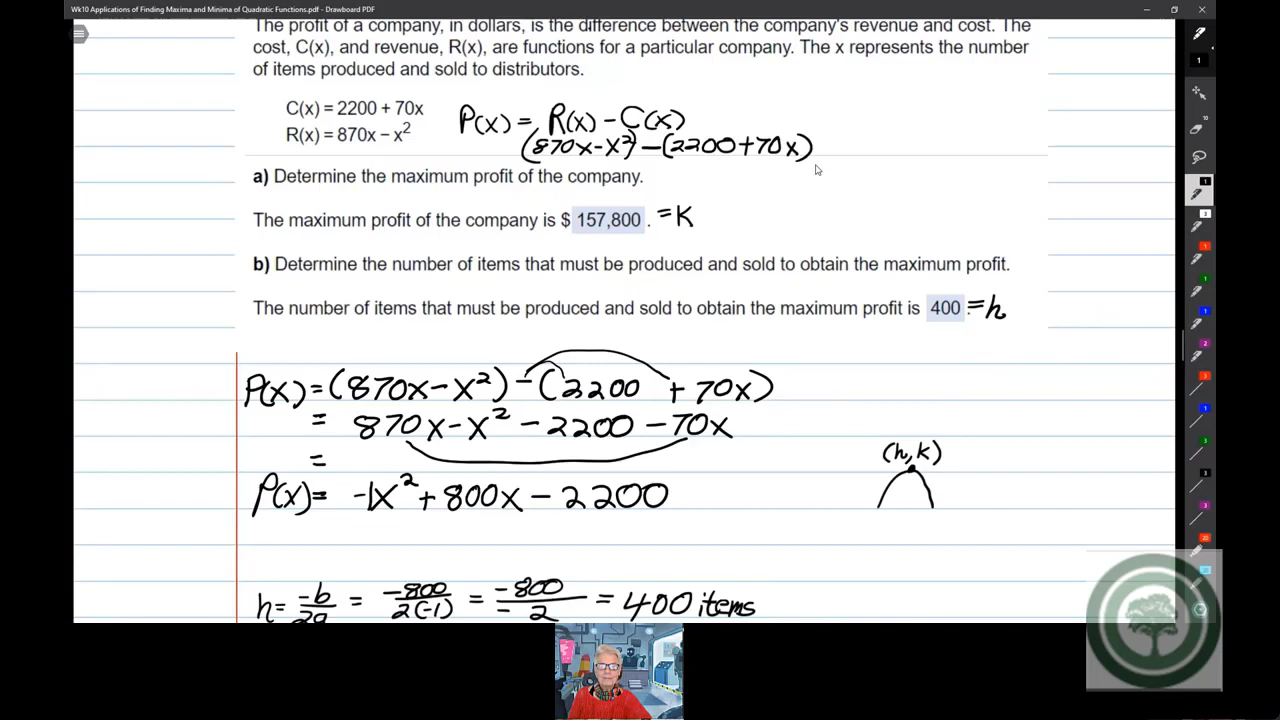 Wk10 Applications of Finding Maxima and Minima of Quadratic Functions.pdf - Drawboard PDF
The profit of a company, in dollars, is the difference between the company's revenue and cost. The
cost, C(x), and revenue, R(x), are functions for a particular company. The x represents the number
of items produced and sold to distributors.
C(x) = 2200 + 70x
R(x) = 870x – x²
P(x) = R(x) – C(x)
(870x–x²) – (2200+70x)
a) Determine the maximum profit of the company.
The maximum profit of the company is $ 157,800 . = K
b) Determine the number of items that must be produced and sold to obtain the maximum profit.
The number of items that must be produced and sold to obtain the maximum profit is 400 . = h
P(x) = (870x – x²) – (2200 + 70x)
= 870x – x² – 2200 – 70x
=
P(x) = -1x² + 800x – 2200
(h,k)
h = -b/2a = -800/2(-1) = -800/-2 = 400 items